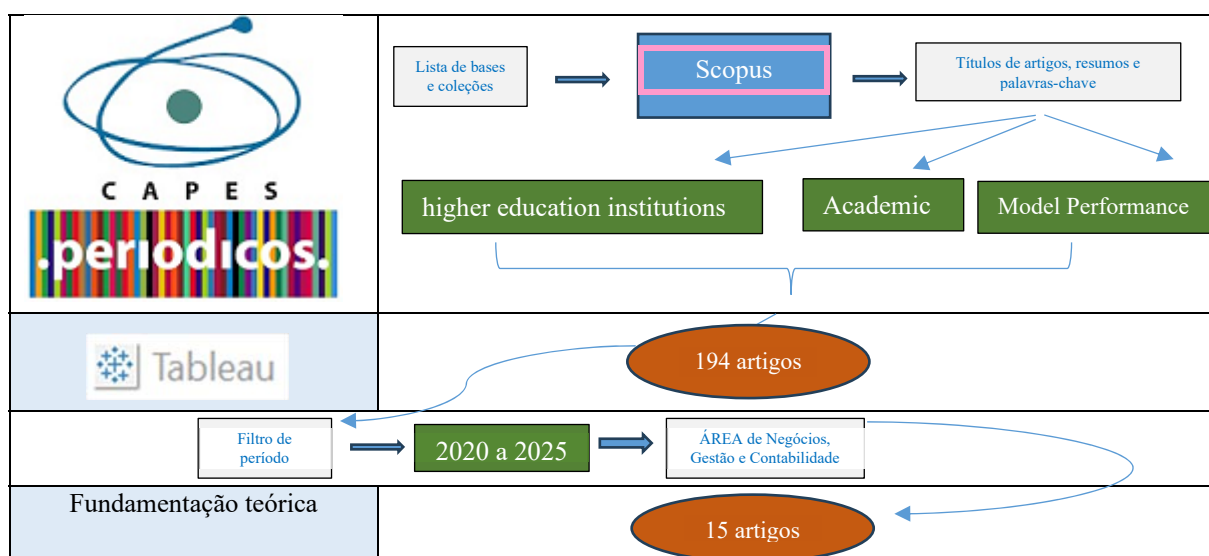 C A P E S
.periodicos.
Lista de bases
e coleções
Scopus
Títulos de artigos, resumos e
palavras-chave
higher education institutions
Academic
Model Performance
Tableau
194 artigos
Filtro de
período
2020 a 2025
ÁREA de Negócios,
Gestão e Contabilidade
Fundamentação teórica
15 artigos